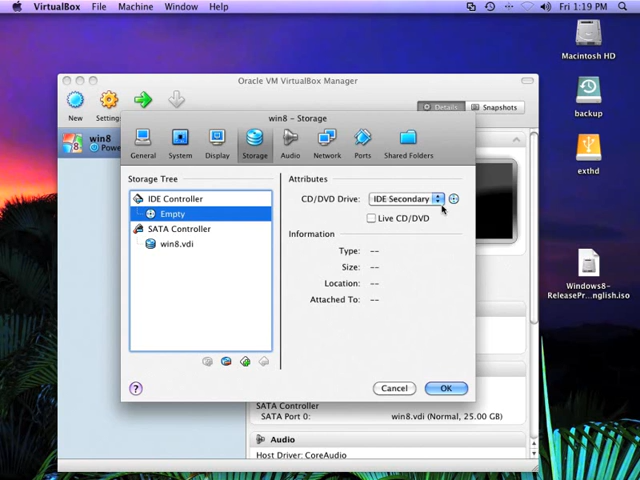 VirtualBox File Machine Window Help Fri 1:19 PM
Oracle VM VirtualBox Manager
New
Settings
Details
Snapshots
win8
Powe
win8 - Storage
General System Display Storage Audio Network Ports Shared Folders
Storage Tree
IDE Controller
Empty
SATA Controller
win8.vdi
Attributes
CD/DVD Drive: IDE Secondary
Live CD/DVD
Information
Type: --
Size: --
Location: --
Attached To: --
?
Cancel
OK
SATA Controller
SATA Port 0: win8.vdi (Normal, 25.00 GB)
Audio
Host Driver: CoreAudio
Macintosh HD
backup
exthd
Windows8-
ReleasePr...nglish.iso